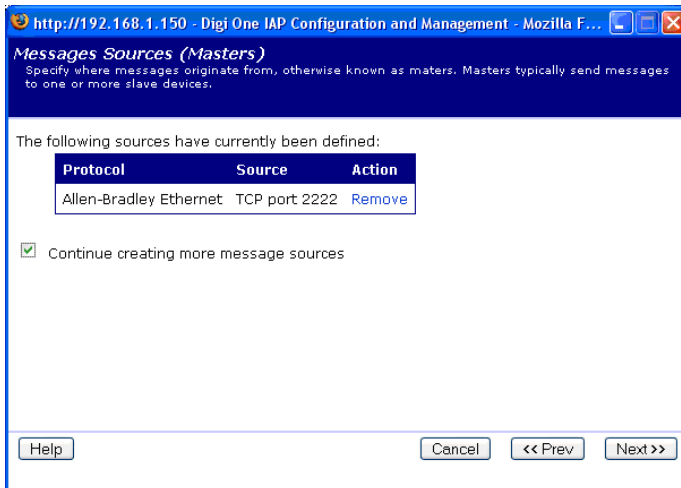 http://192.168.1.150 - Digi One IAP Configuration and Management - Mozilla F...
Messages Sources (Masters)
Specify where messages originate from, otherwise known as maters. Masters typically send messages
to one or more slave devices.
The following sources have currently been defined:
Protocol Source Action
Allen-Bradley Ethernet TCP port 2222 Remove
Continue creating more message sources
Help Cancel << Prev Next >>